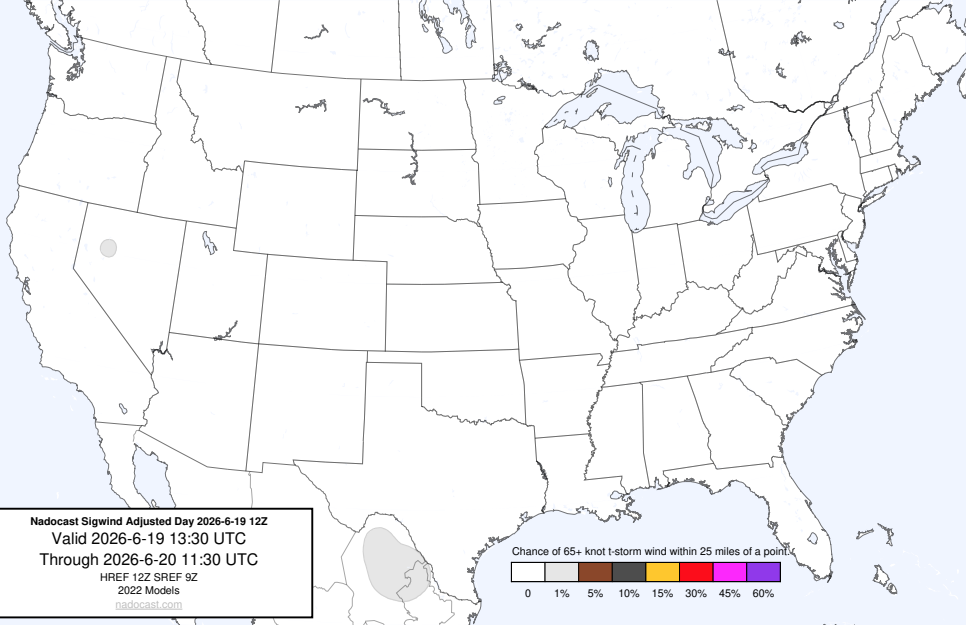 Nadocast Sigwind Adjusted Day 2026-6-19 12Z
Valid 2026-6-19 13:30 UTC
Through 2026-6-20 11:30 UTC
HREF 12Z SREF 9Z
2022 Models
nadocast.com
Chance of 65+ knot t-storm wind within 25 miles of a point.
0 1% 5% 10% 15% 30% 45% 60%